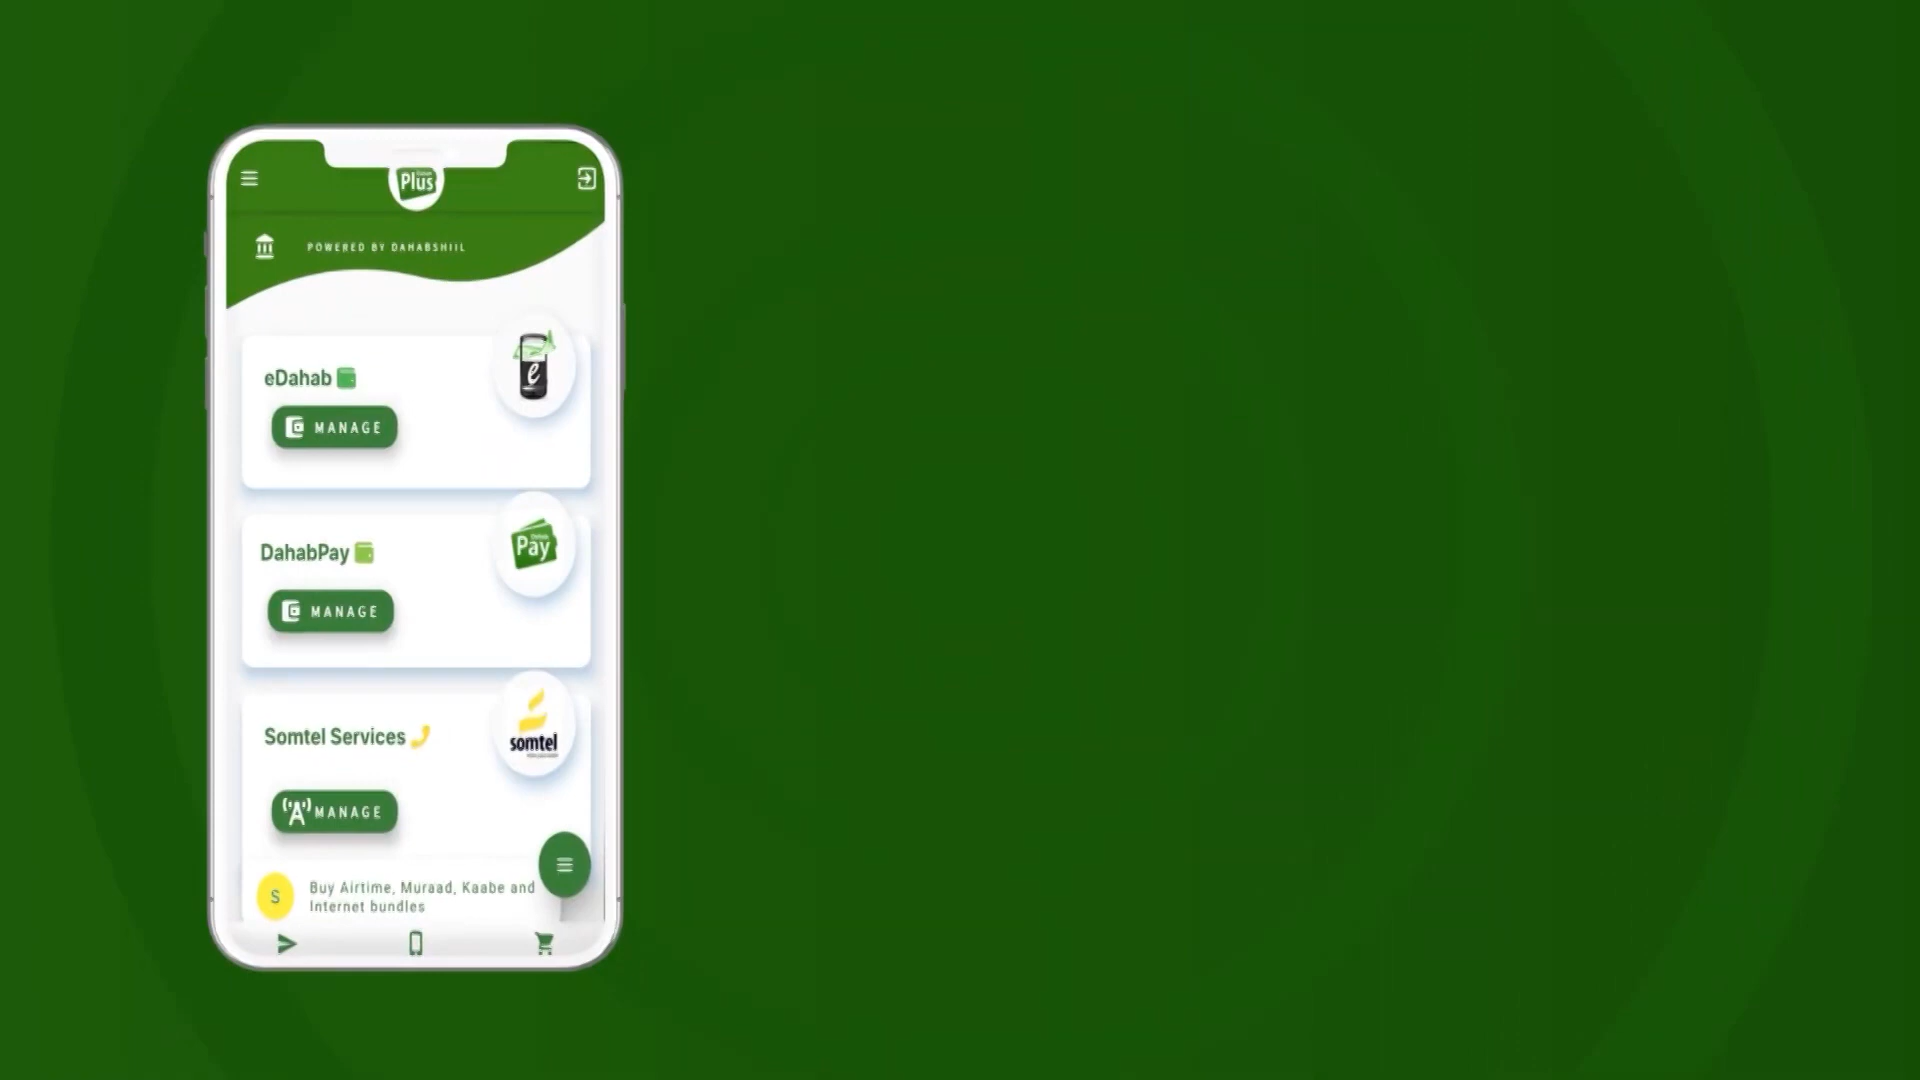 Plus
POWERED BY DAHABSHIIL
eDahab
e
MANAGE
DahabPay
Pay
MANAGE
Somtel Services
somtel
MANAGE
S
Buy Airtime, Muraad, Kaabe and
Internet bundles